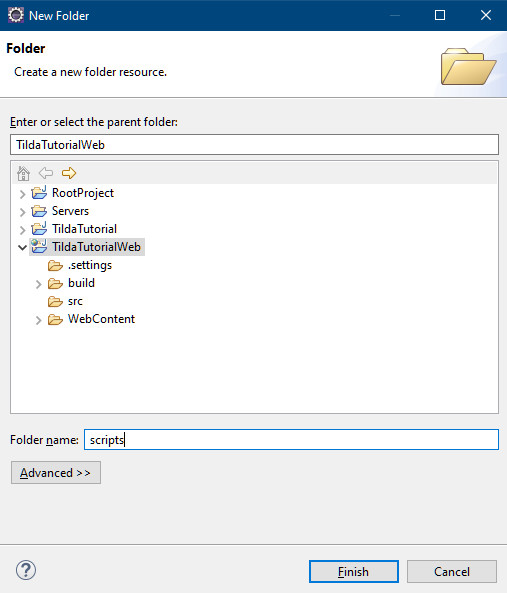 New Folder
Folder
Create a new folder resource.
Enter or select the parent folder:
TildaTutorialWeb
RootProject
Servers
TildaTutorial
TildaTutorialWeb
.settings
build
src
WebContent
Folder name: scripts
Advanced >>
? Finish Cancel